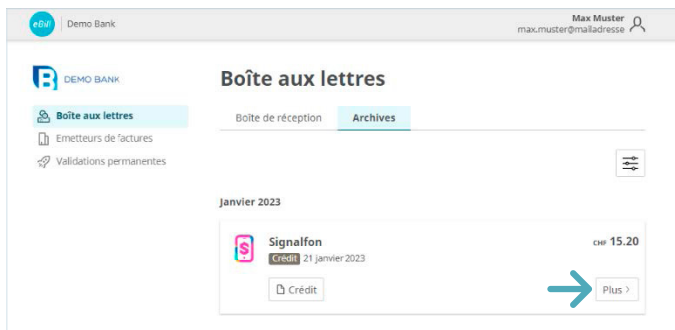 eBill Demo Bank
Max Muster
max.muster@mailadresse
DEMO BANK
Boîte aux lettres
Emetteurs de factures
Validations permanentes
Boîte aux lettres
Boîte de réception Archives
Janvier 2023
Signalfon
CHF 15.20
Crédit 21 janvier 2023
Crédit
Plus